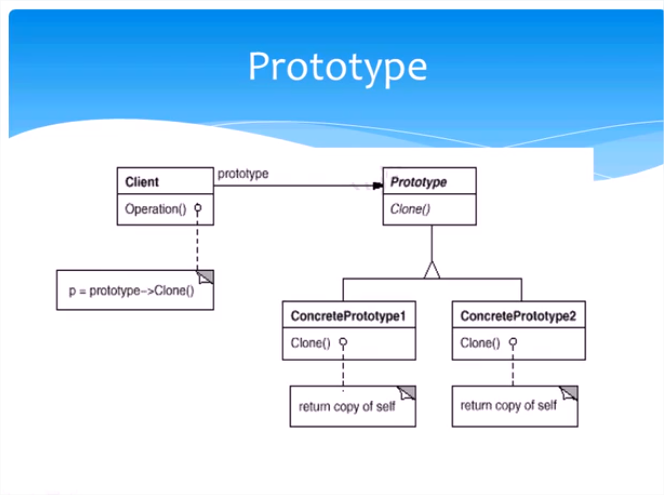 Prototype
Client
prototype
Prototype
Operation()
Clone()
p = prototype->Clone()
ConcretePrototype1
ConcretePrototype2
Clone()
Clone()
return copy of self
return copy of self